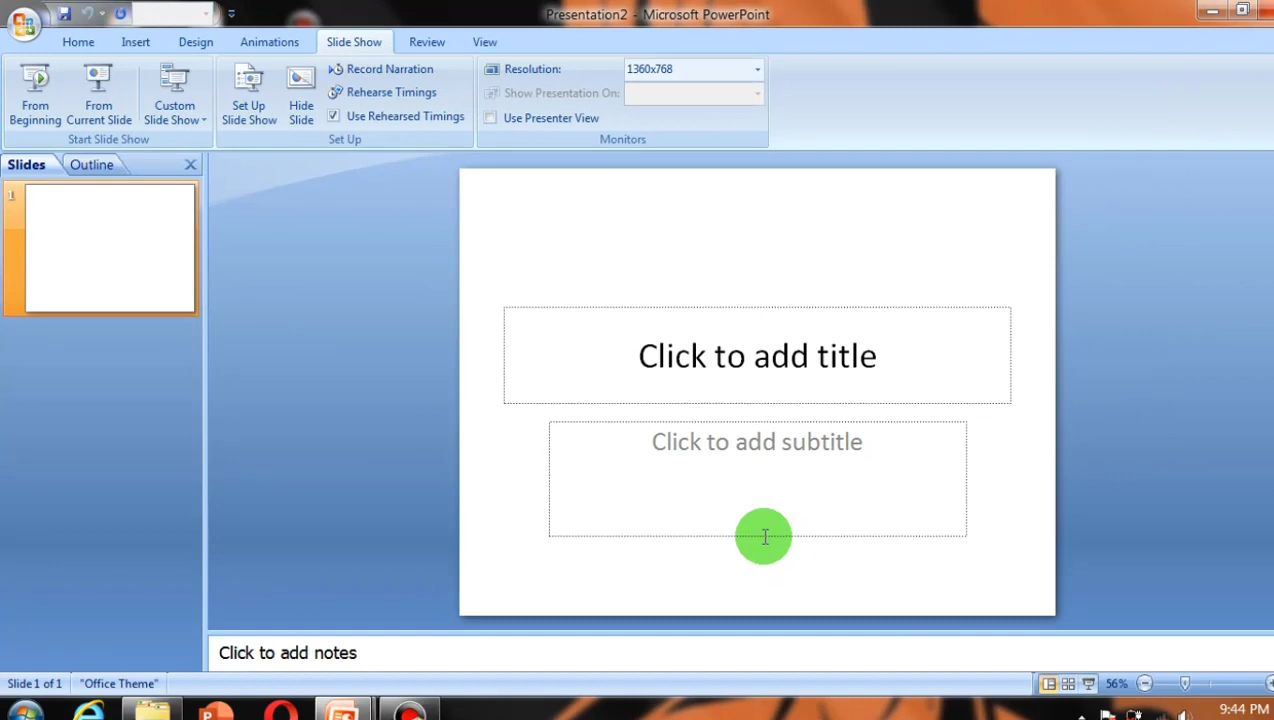 Presentation2 - Microsoft PowerPoint
Home Insert Design Animations Slide Show Review View
From Beginning
From Current Slide
Custom Slide Show
Start Slide Show
Set Up Slide Show
Hide Slide
Record Narration
Rehearse Timings
Use Rehearsed Timings
Set Up
Resolution: 1360x768
Show Presentation On:
Use Presenter View
Monitors
Slides Outline
1
Click to add title
Click to add subtitle
Click to add notes
Slide 1 of 1 "Office Theme" 56%
9:44 PM